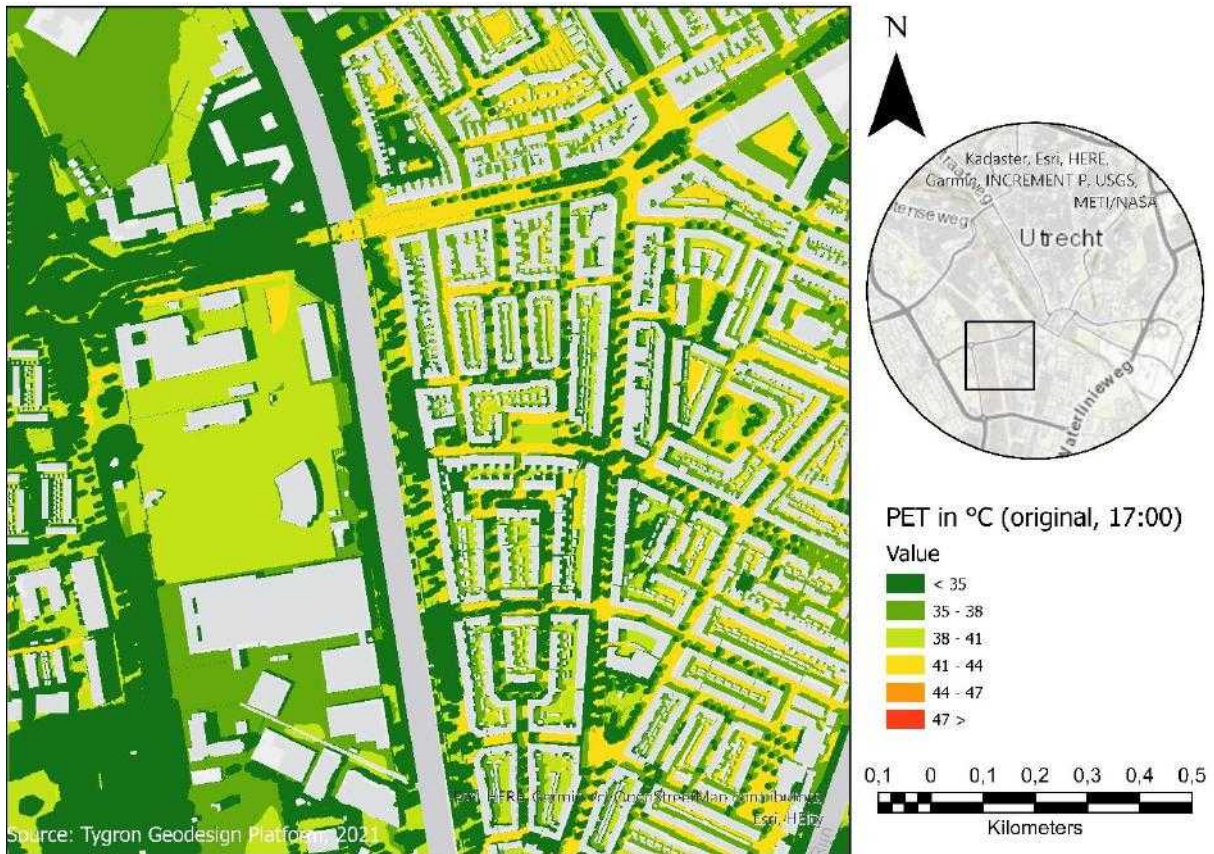 N
Kadaster, Esri, HERE,
Garmin, INCREMENT P, USGS,
METI/NASA
tenseweg
Utrecht
Waterlinieweg
PET in °C (original, 17:00)
Value
< 35
35 - 38
38 - 41
41 - 44
44 - 47
47 >
0,1 0 0,1 0,2 0,3 0,4 0,5
Kilometers
Source: Tygron Geodesign Platform, 2021